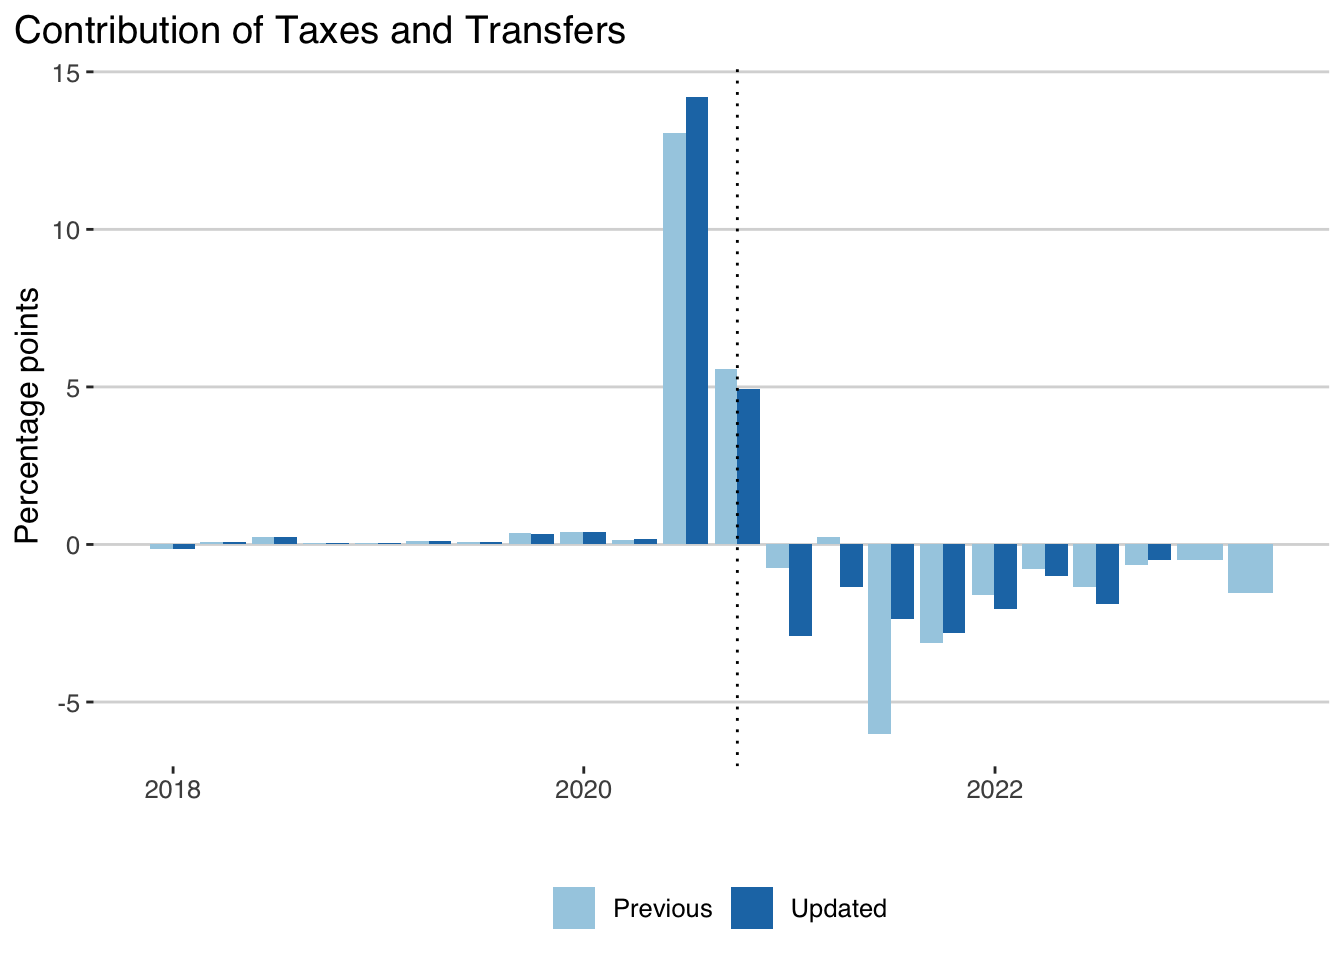 Contribution of Taxes and Transfers
Percentage points
15
10
5
0
-5
2018 2020 2022
Previous Updated